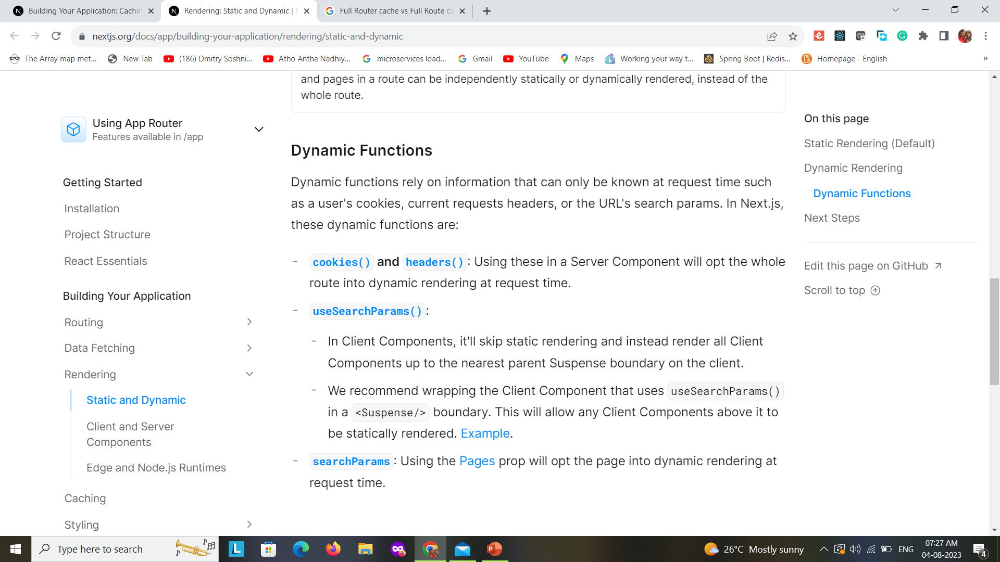 Building Your Application: Cachin
Rendering: Static and Dynamic |
Full Router cache vs Full Route ca
nextjs.org/docs/app/building-your-application/rendering/static-and-dynamic
The Array map met...
New Tab
(186) Dmitry Soshni...
Atho Antha Nadhiy...
microservices load...
Gmail
YouTube
Maps
Working your way t...
Spring Boot | Redis...
Homepage - English
»
Using App Router
Features available in /app
Getting Started
Installation
Project Structure
React Essentials
Building Your Application
Routing
Data Fetching
Rendering
Static and Dynamic
Client and Server
Components
Edge and Node.js Runtimes
Caching
Styling
and pages in a route can be independently statically or dynamically rendered, instead of the
whole route.
Dynamic Functions
Dynamic functions rely on information that can only be known at request time such
as a user's cookies, current requests headers, or the URL's search params. In Next.js,
these dynamic functions are:
- cookies() and headers(): Using these in a Server Component will opt the whole
route into dynamic rendering at request time.
- useSearchParams():
- In Client Components, it'll skip static rendering and instead render all Client
Components up to the nearest parent Suspense boundary on the client.
- We recommend wrapping the Client Component that uses useSearchParams()
in a <Suspense/> boundary. This will allow any Client Components above it to
be statically rendered. Example.
- searchParams: Using the Pages prop will opt the page into dynamic rendering at
request time.
On this page
Static Rendering (Default)
Dynamic Rendering
Dynamic Functions
Next Steps
Edit this page on GitHub
Scroll to top
Type here to search
26°C Mostly sunny
ENG
07:27 AM
04-08-2023
4